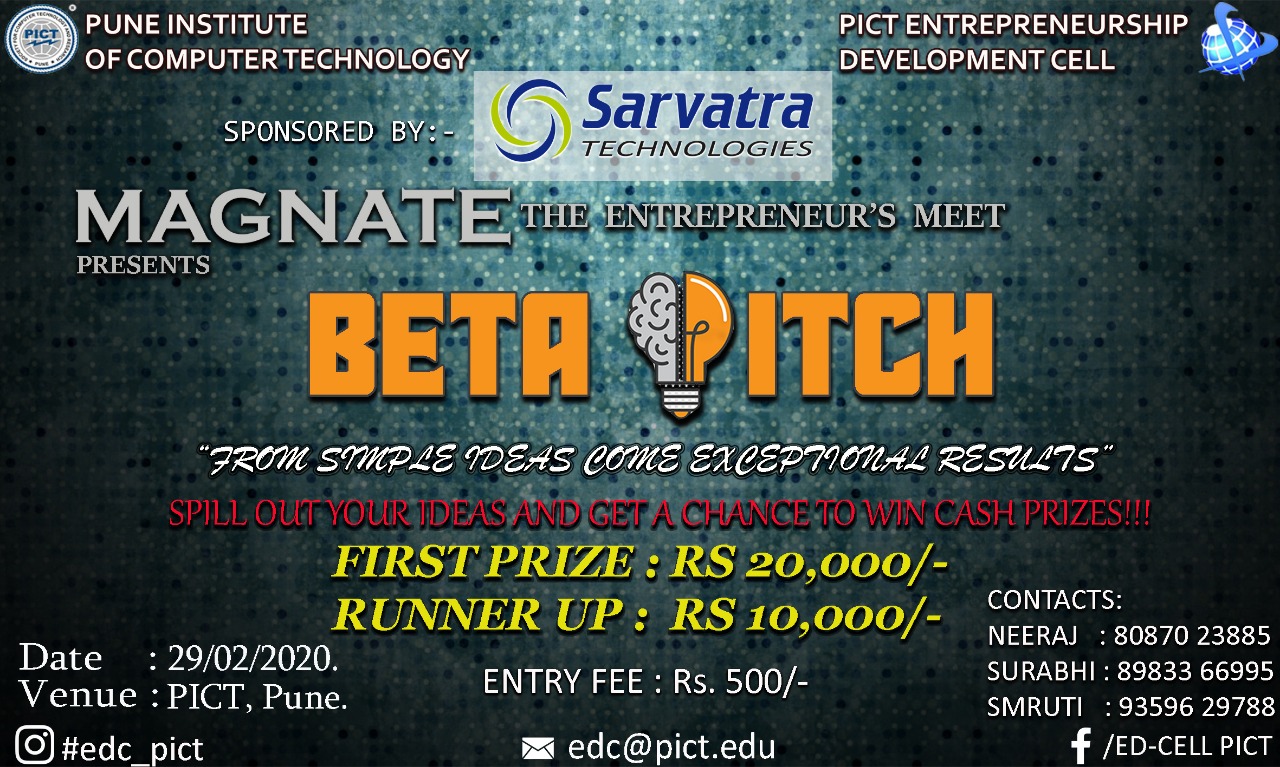 PUNE INSTITUTE
OF COMPUTER TECHNOLOGY
PICT
PICT ENTREPRENEURSHIP
DEVELOPMENT CELL
SPONSORED BY:-
Sarvatra
TECHNOLOGIES
MAGNATE THE ENTREPRENEUR'S MEET
PRESENTS
BETA PITCH
"FROM SIMPLE IDEAS COME EXCEPTIONAL RESULTS"
SPILL OUT YOUR IDEAS AND GET A CHANCE TO WIN CASH PRIZES!!!
FIRST PRIZE : RS 20,000/-
RUNNER UP : RS 10,000/-
ENTRY FEE : Rs. 500/-
Date : 29/02/2020.
Venue : PICT, Pune.
CONTACTS:
NEERAJ : 80870 23885
SURABHI : 89833 66995
SMRUTI : 93596 29788
#edc_pict
edc@pict.edu
/ED-CELL PICT